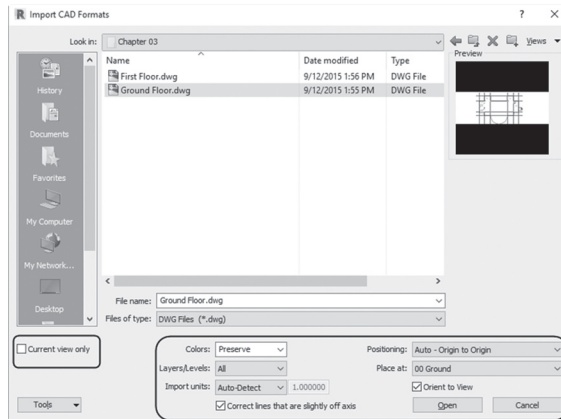 Import CAD Formats
Look in: Chapter 03
Views
Preview
Name Date modified Type
First Floor.dwg 9/12/2015 1:56 PM DWG File
Ground Floor.dwg 9/12/2015 1:55 PM DWG File
History
Documents
Favorites
My Computer
My Network...
Desktop
File name: Ground Floor.dwg
Files of type: DWG Files (*.dwg)
Current view only
Colors: Preserve
Positioning: Auto - Origin to Origin
Layers/Levels: All
Place at: 00 Ground
Import units: Auto-Detect 1.000000
Orient to View
Correct lines that are slightly off axis
Tools
Open
Cancel